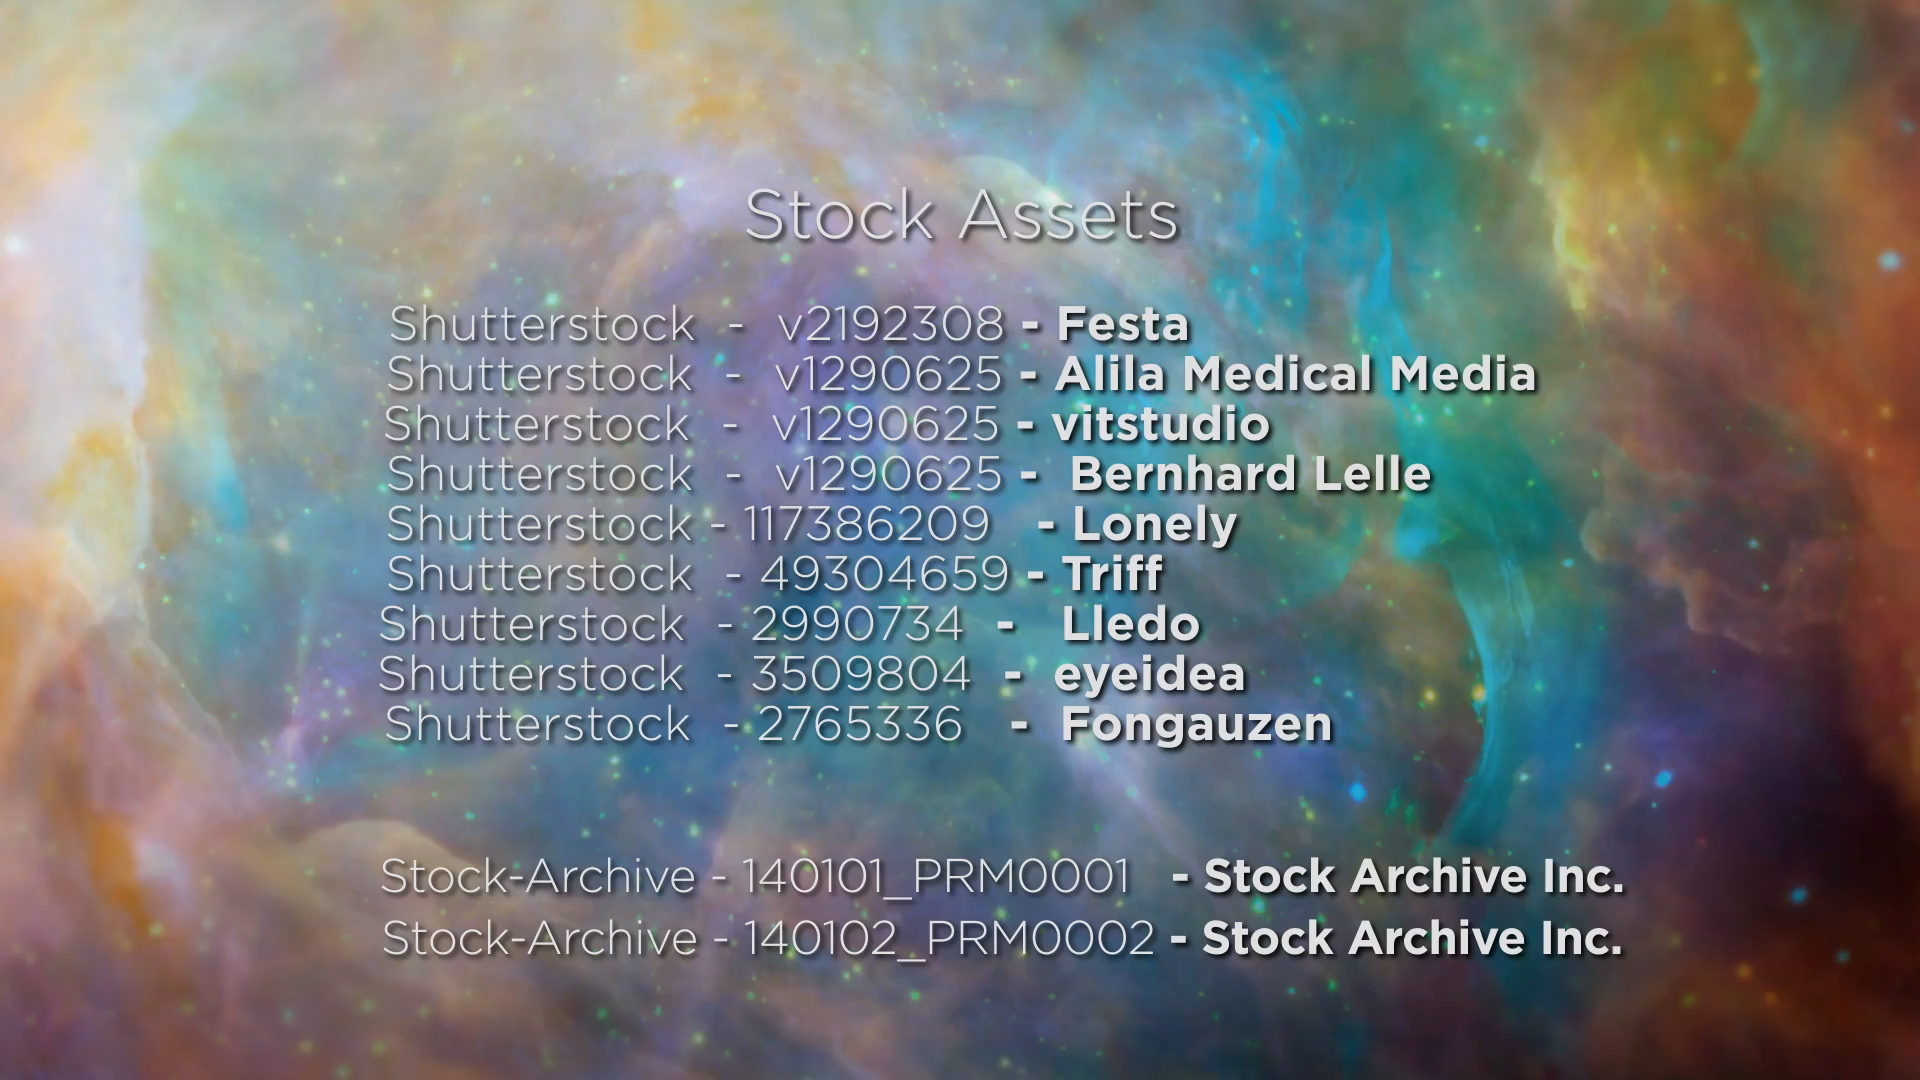 Stock Assets
Shutterstock - v2192308 - Festa
Shutterstock - v1290625 - Alila Medical Media
Shutterstock - v1290625 - vitstudio
Shutterstock - v1290625 - Bernhard Lelle
Shutterstock - 117386209 - Lonely
Shutterstock - 49304659 - Triff
Shutterstock - 2990734 - Lledo
Shutterstock - 3509804 - eyeidea
Shutterstock - 2765336 - Fongauzen
Stock-Archive - 140101_PRM0001 - Stock Archive Inc.
Stock-Archive - 140102_PRM0002 - Stock Archive Inc.